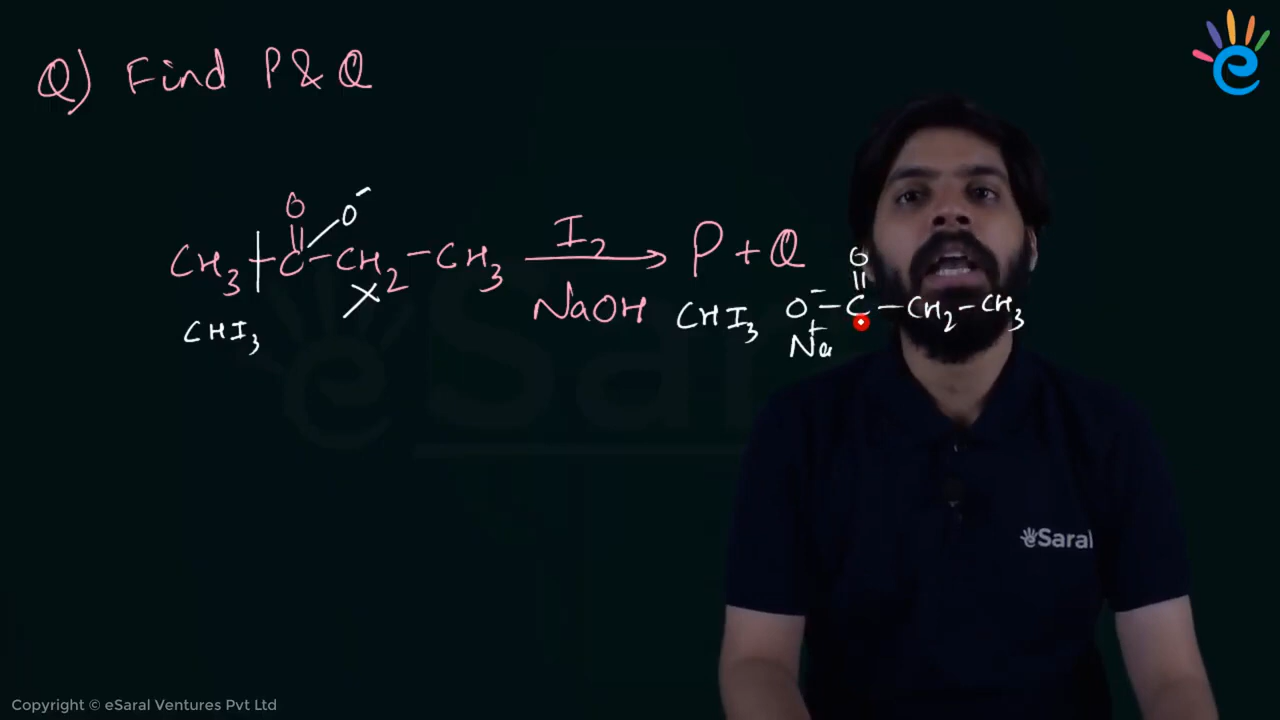 Q) Find P & Q
O
O⁻
CH₃-C-CH₂-CH₃ I₂ NaOH P + Q
O
CHI₃ CHI₃ O⁻-C-CH₂-CH₃
Na⁺
eSaral
Copyright © eSaral Ventures Pvt Ltd